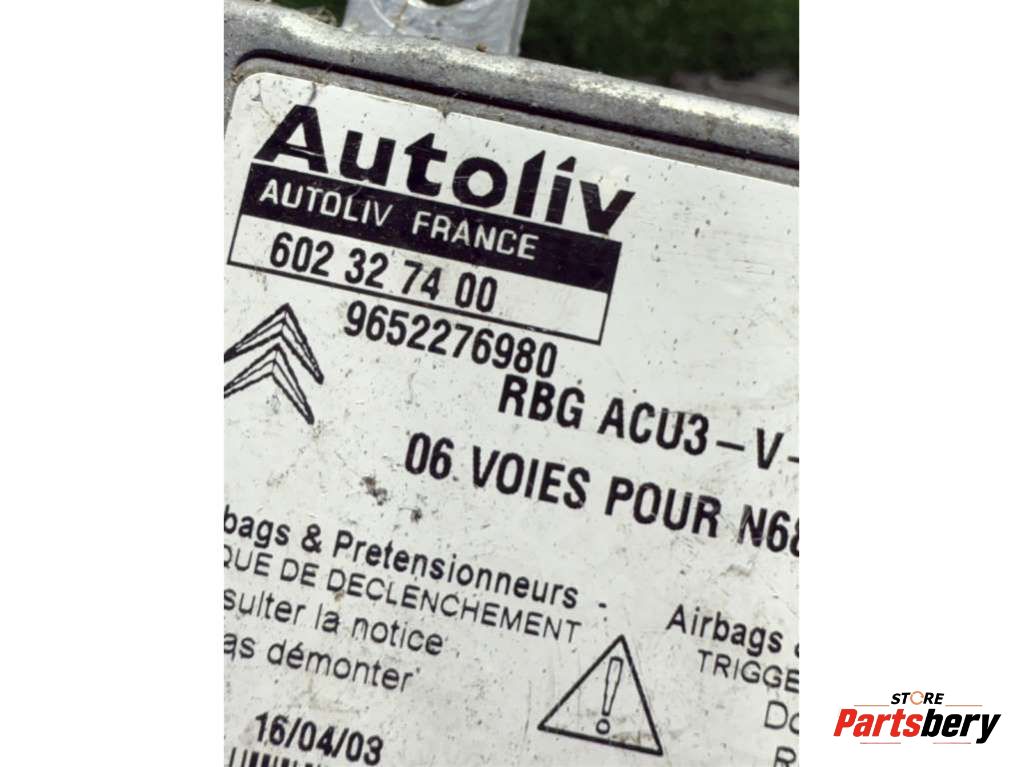 Autoliv
AUTOLIV FRANCE
602 32 74 00
9652276980
RBG ACU3-V-
06 VOIES POUR N68
bags & Pretensionneurs -
QUE DE DECLENCHEMENT
sulter la notice
as démonter
Airbags &
TRIGGE
Do
R
16/04/03
STORE
Partsbery